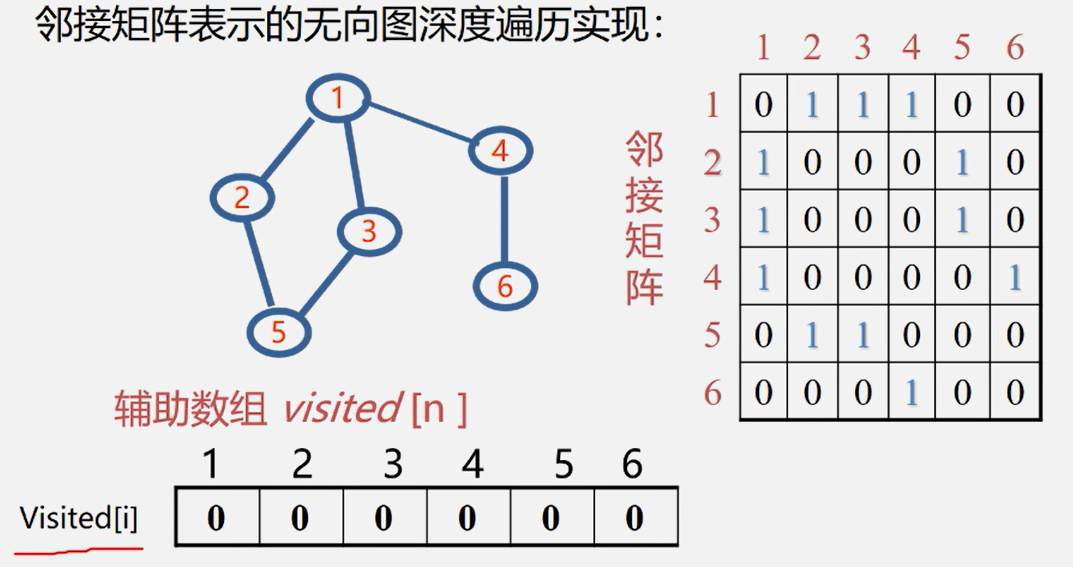 邻接矩阵表示的无向图深度遍历实现：
1
2
3
4
5
6
邻接矩阵
1 2 3 4 5 6
1 0 1 1 1 0 0
2 1 0 0 0 1 0
3 1 0 0 0 1 0
4 1 0 0 0 0 1
5 0 1 1 0 0 0
6 0 0 0 1 0 0
辅助数组 visited [n ]
1 2 3 4 5 6
Visited[i] 0 0 0 0 0 0